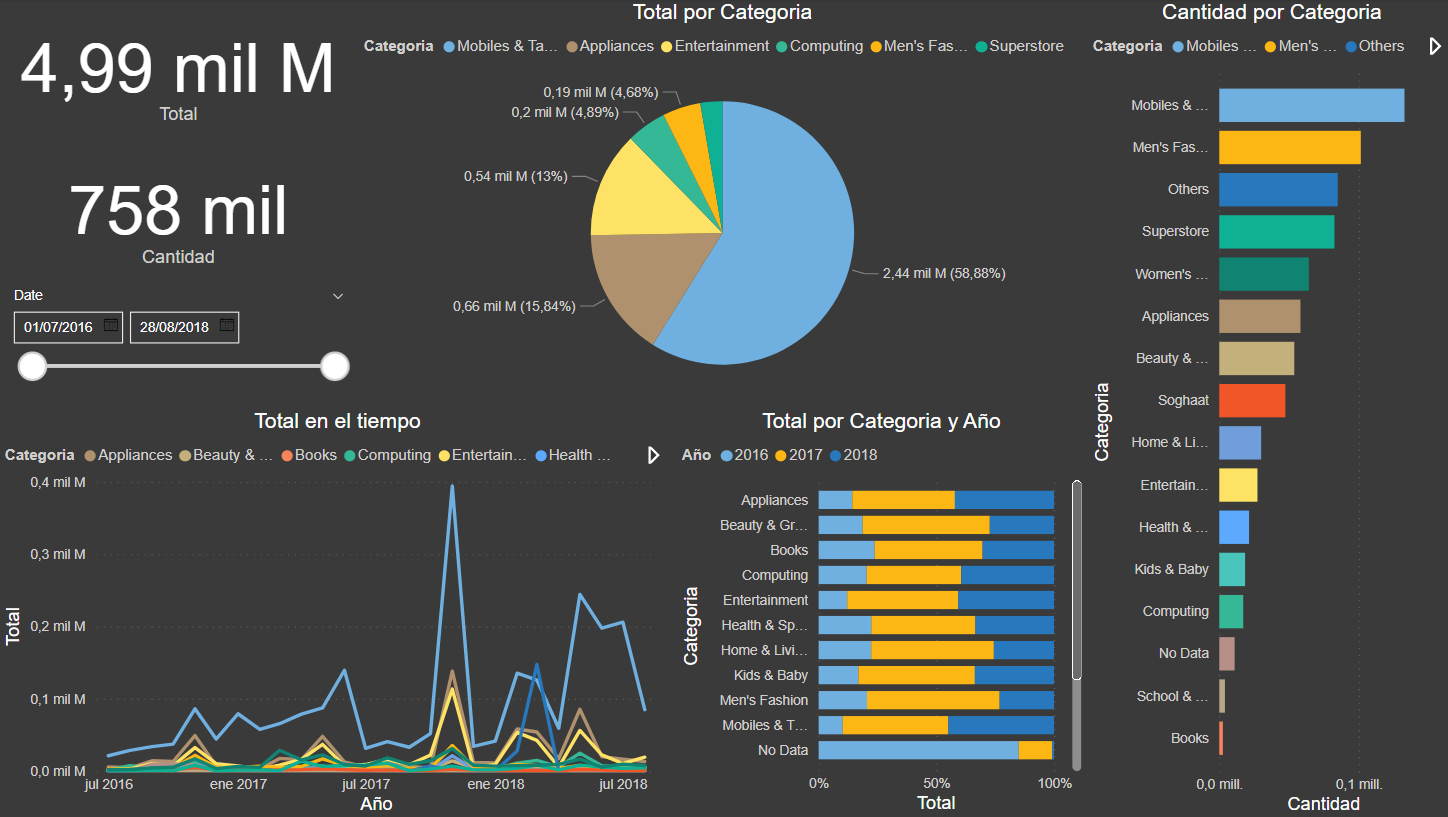 4,99 mil M
Total
758 mil
Cantidad
Date
01/07/2016 28/08/2018
Total por Categoria
Categoria Mobiles & Ta... Appliances Entertainment Computing Men's Fas... Superstore
0,19 mil M (4,68%)
0,2 mil M (4,89%)
0,54 mil M (13%)
0,66 mil M (15,84%)
2,44 mil M (58,88%)
Cantidad por Categoria
Categoria Mobiles ... Men's ... Others
Categoria
Mobiles & ...
Men's Fas...
Others
Superstore
Women's ...
Appliances
Beauty & ...
Soghaat
Home & Li...
Entertain...
Health & ...
Kids & Baby
Computing
No Data
School & ...
Books
0,0 mill. 0,1 mill.
Cantidad
Total en el tiempo
Categoria Appliances Beauty & ... Books Computing Entertain... Health ...
Total
0,4 mil M
0,3 mil M
0,2 mil M
0,1 mil M
0,0 mil M
jul 2016 ene 2017 jul 2017 ene 2018 jul 2018
Año
Total por Categoria y Año
Año 2016 2017 2018
Categoria
Appliances
Beauty & Gr...
Books
Computing
Entertainment
Health & Sp...
Home & Livi...
Kids & Baby
Men's Fashion
Mobiles & T...
No Data
0% 50% 100%
Total